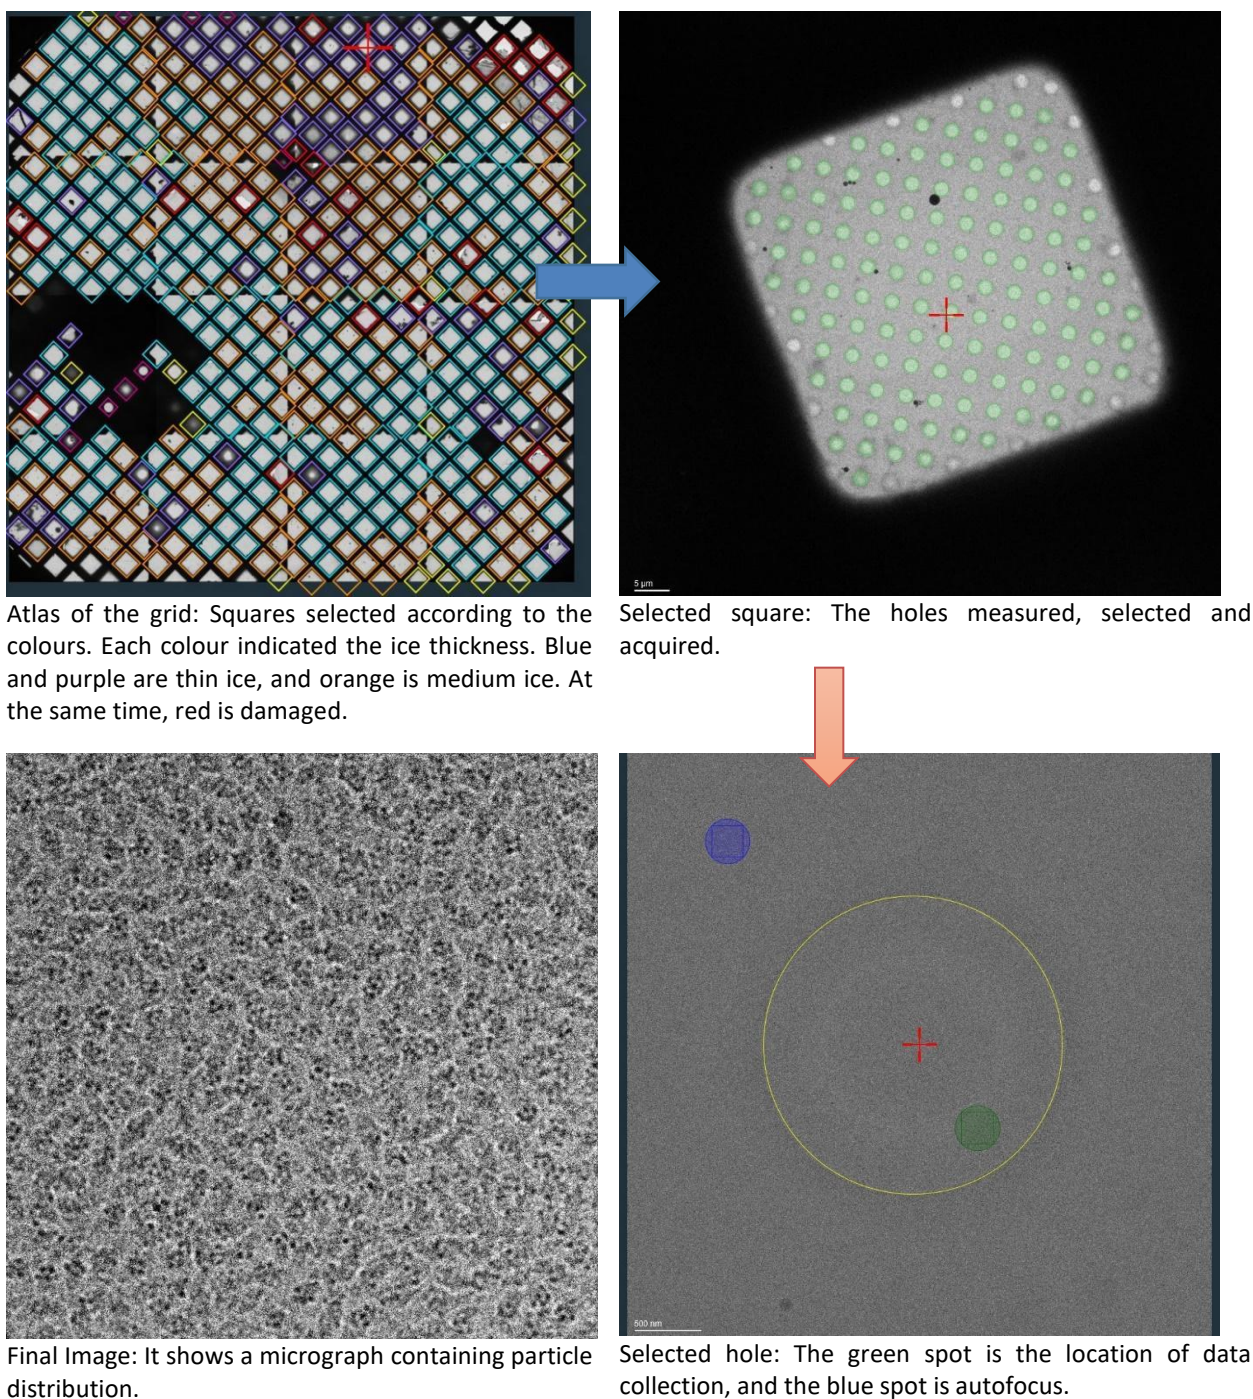 5 µm
Atlas of the grid: Squares selected according to the
colours. Each colour indicated the ice thickness. Blue
and purple are thin ice, and orange is medium ice. At
the same time, red is damaged.
Selected square: The holes measured, selected and
acquired.
500 nm
Final Image: It shows a micrograph containing particle
distribution.
Selected hole: The green spot is the location of data
collection, and the blue spot is autofocus.